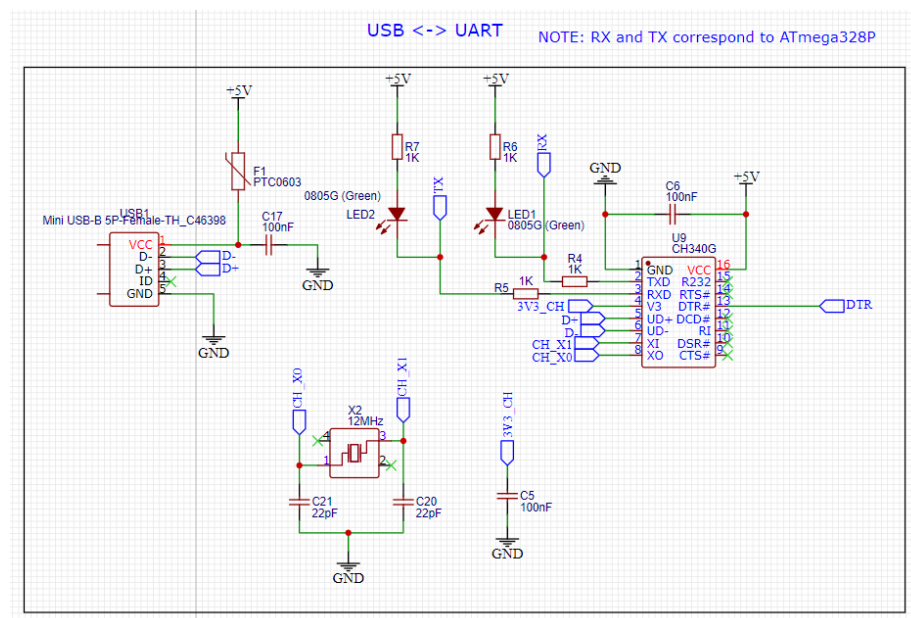 USB <-> UART
NOTE: RX and TX correspond to ATmega328P
+5V
+5V
+5V
R7
1K
R6
1K
RX
F1
PTC0603
GND
+5V
C6
100nF
0805G (Green)
LED2
TX
LED1
0805G (Green)
USB1
Mini USB-B 5P-Female-TH_C46398
C17
100nF
U9
CH340G
VCC 1
D- 2
D+ 3
ID 4
GND 5
D-
D+
GND
GND
R4
1K
R5
1K
3V3_CH
D+
D-
CH_X1
CH_X0
1 GND
2 TXD
3 RXD
4 V3
5 UD+
6 UD-
7 XI
8 XO
VCC 16
R232 15
RTS# 14
DTR# 13
DCD# 12
RI 11
DSR# 10
CTS# 9
DTR
CH_X0
CH_X1
X2
12MHz
4
3
1
2
3V3_CH
C21
22pF
C20
22pF
C5
100nF
GND
GND